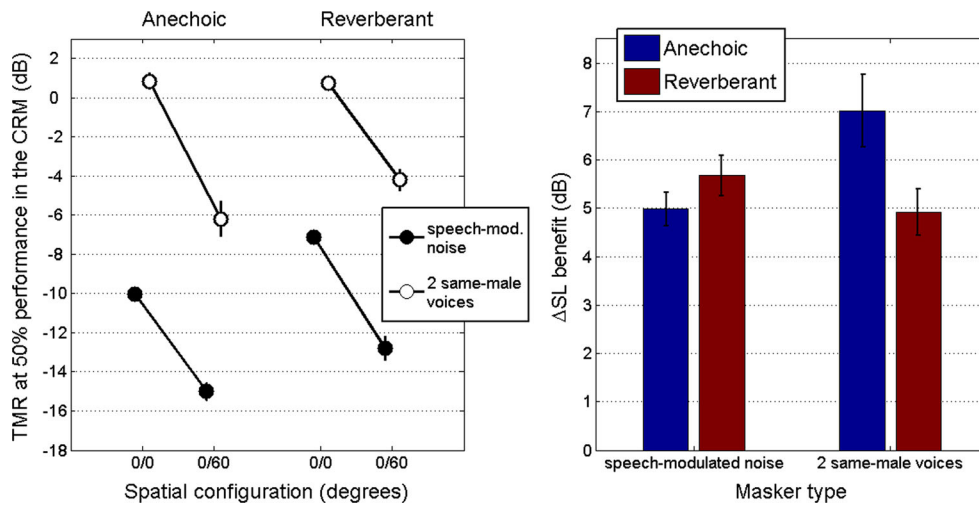 Anechoic Reverberant
TMR at 50% performance in the CRM (dB)
2
0
-2
-4
-6
-8
-10
-12
-14
-16
-18
0/0 0/60 0/0 0/60
Spatial configuration (degrees)
speech-mod.
noise
2 same-male
voices
Anechoic
Reverberant
ΔSL benefit (dB)
8
7
6
5
4
3
2
1
0
speech-modulated noise 2 same-male voices
Masker type